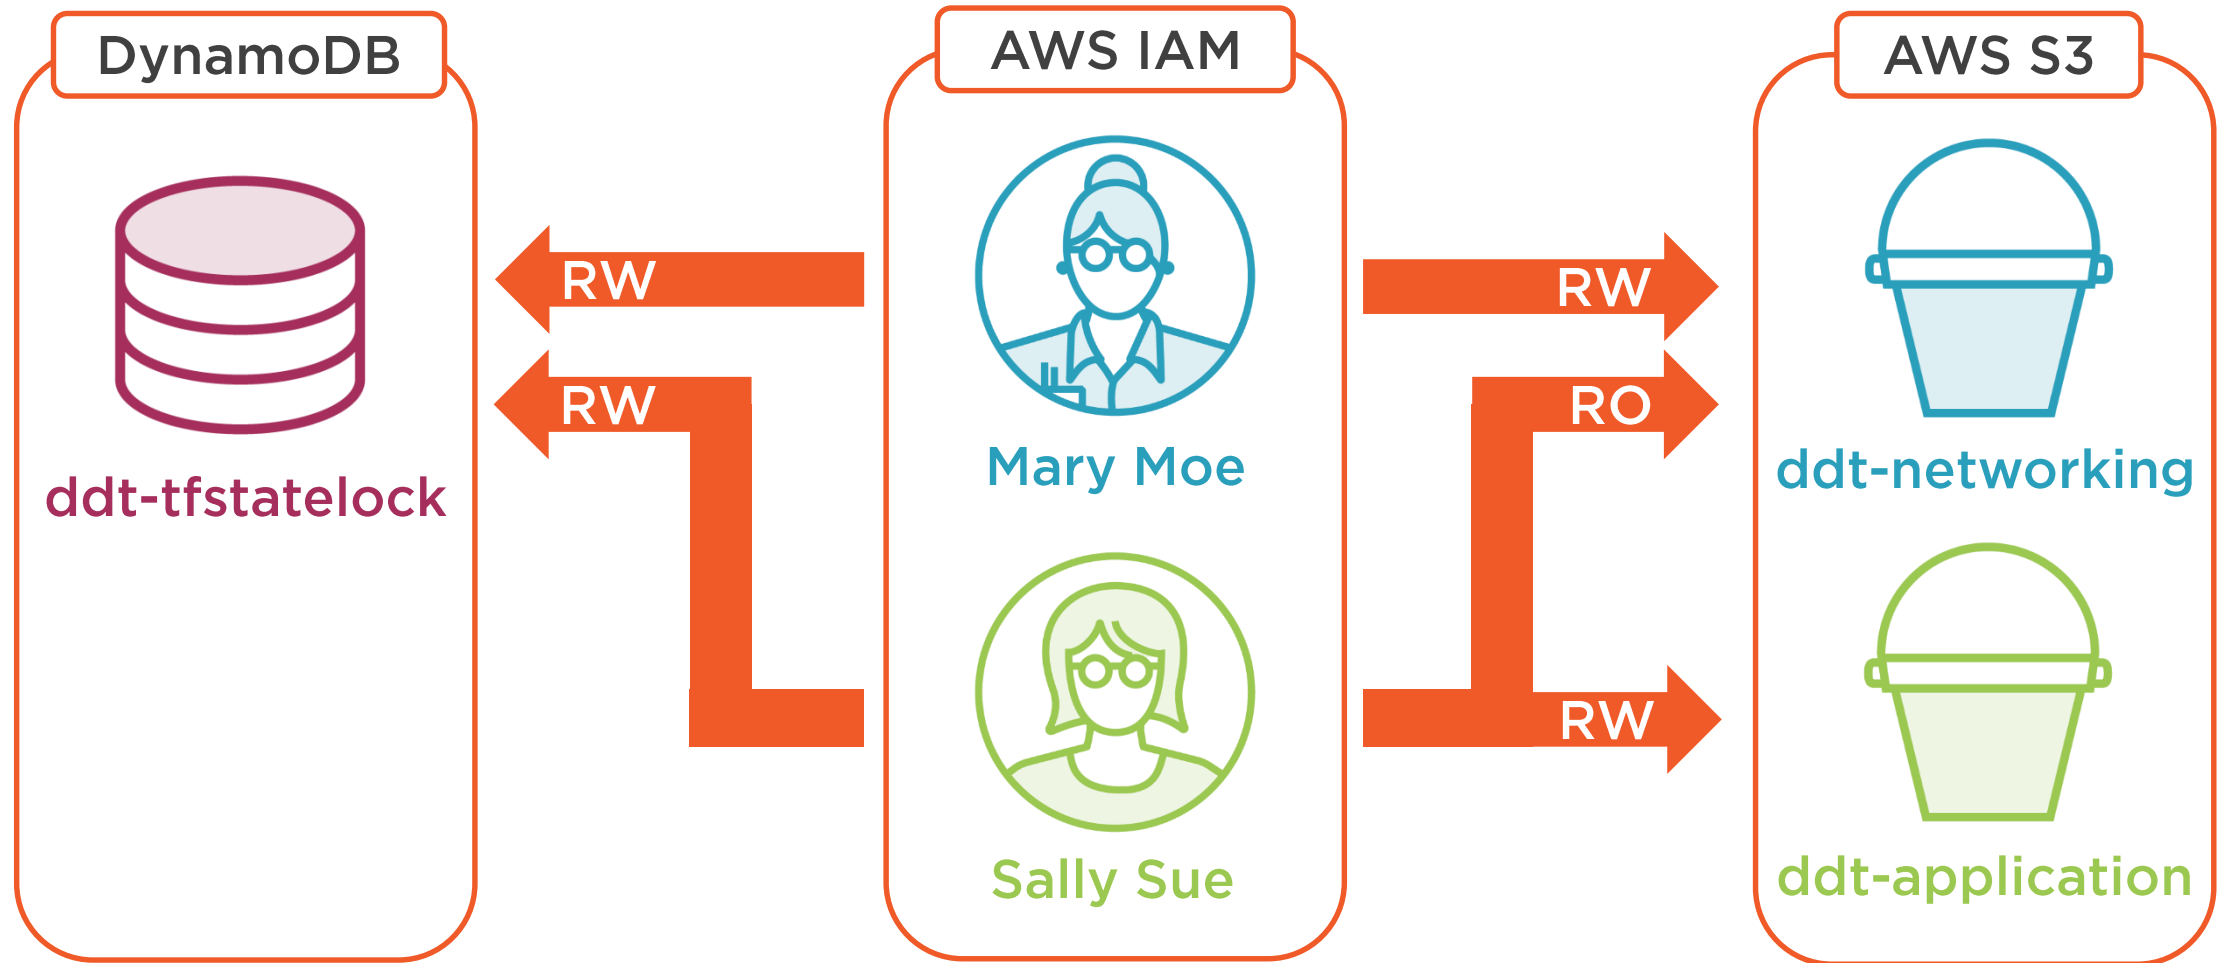 DynamoDB
RW
RW
ddt-tfstatelock
AWS IAM
Mary Moe
Sally Sue
AWS S3
RW
RO
ddt-networking
RW
ddt-application